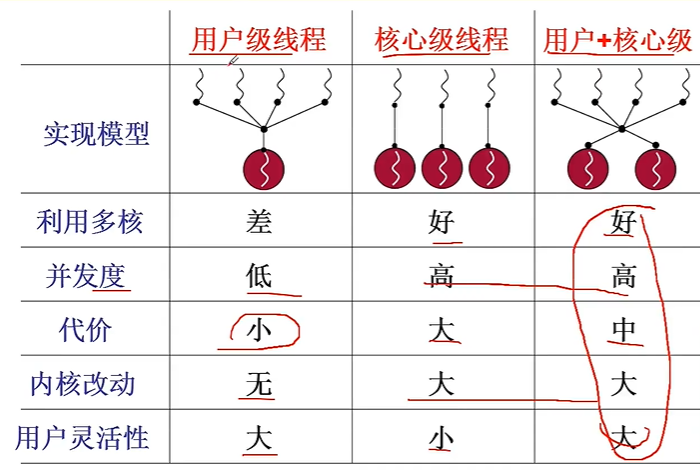 用户级线程 核心级线程 用户+核心级
实现模型
利用多核 差 好 好
并发度 低 高 高
代价 小 大 中
内核改动 无 大 大
用户灵活性 大 小 大